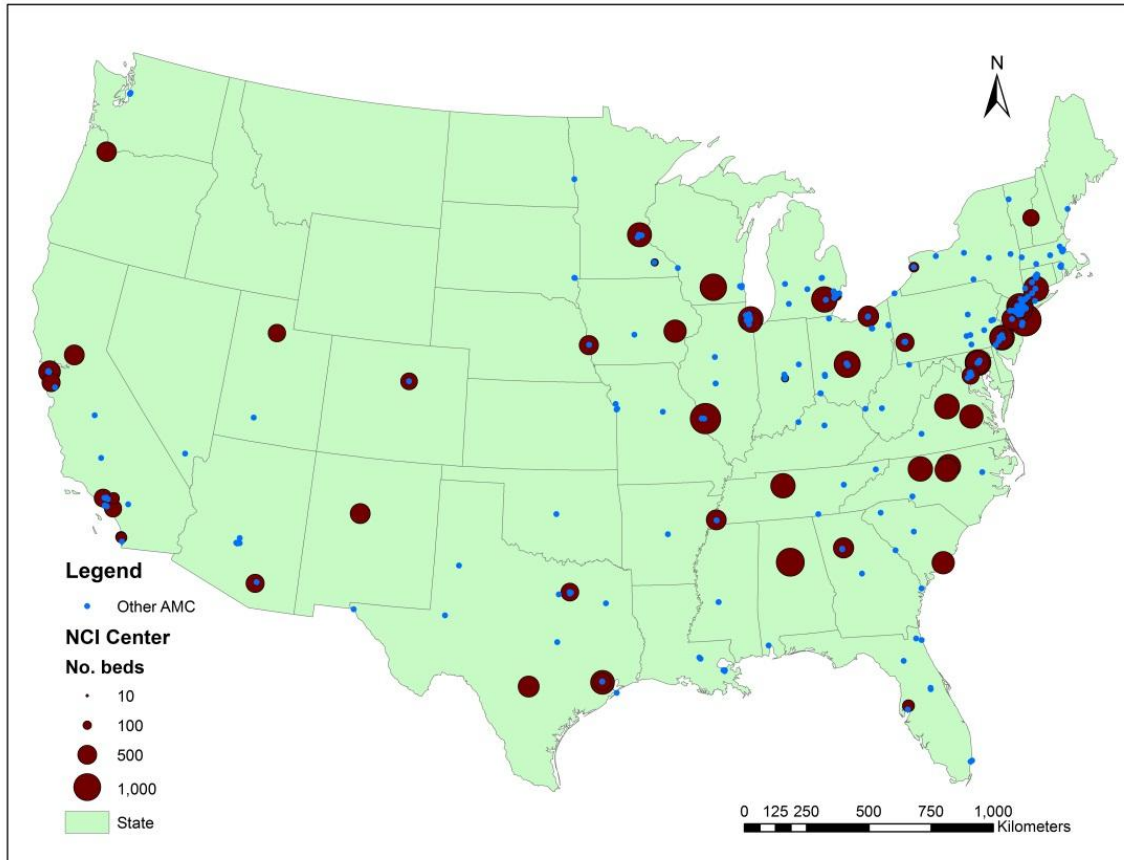 N
Legend
Other AMC
NCI Center
No. beds
10
100
500
1,000
State
0 125 250 500 750 1,000
Kilometers